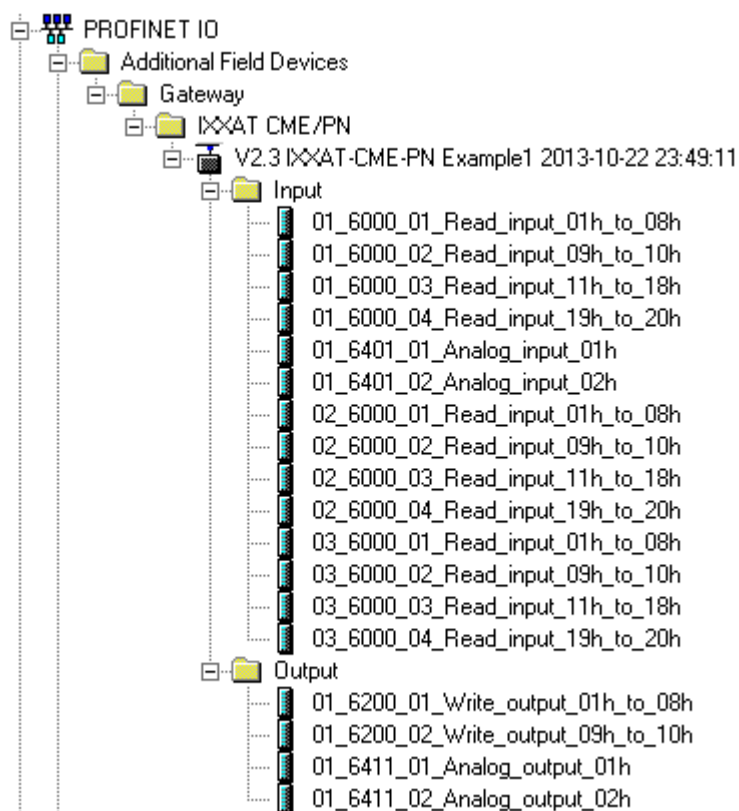 PROFINET IO
Additional Field Devices
Gateway
IXXAT CME/PN
V2.3 IXXAT-CME-PN Example1 2013-10-22 23:49:11
Input
01_6000_01_Read_input_01h_to_08h
01_6000_02_Read_input_09h_to_10h
01_6000_03_Read_input_11h_to_18h
01_6000_04_Read_input_19h_to_20h
01_6401_01_Analog_input_01h
01_6401_02_Analog_input_02h
02_6000_01_Read_input_01h_to_08h
02_6000_02_Read_input_09h_to_10h
02_6000_03_Read_input_11h_to_18h
02_6000_04_Read_input_19h_to_20h
03_6000_01_Read_input_01h_to_08h
03_6000_02_Read_input_09h_to_10h
03_6000_03_Read_input_11h_to_18h
03_6000_04_Read_input_19h_to_20h
Output
01_6200_01_Write_output_01h_to_08h
01_6200_02_Write_output_09h_to_10h
01_6411_01_Analog_output_01h
01_6411_02_Analog_output_02h